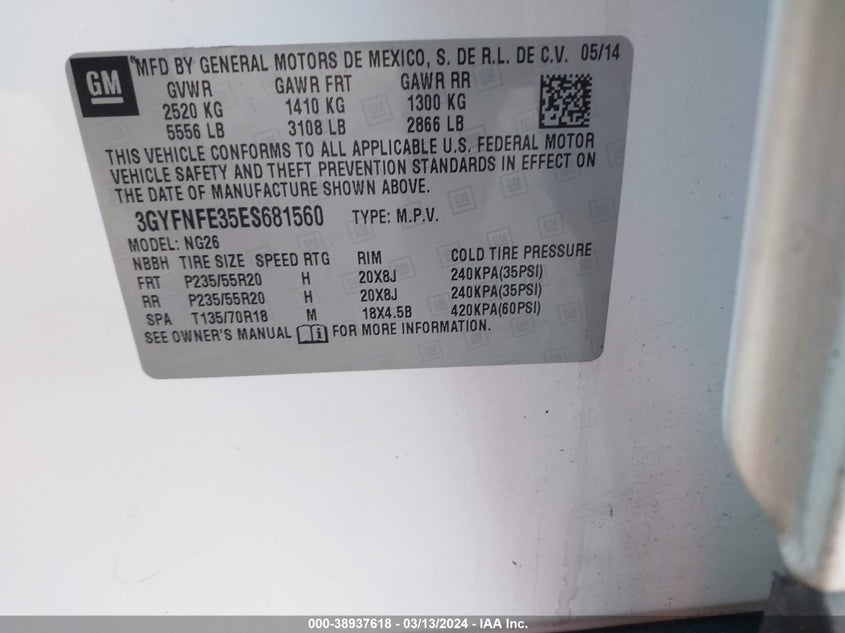 GM
MFD BY GENERAL MOTORS DE MEXICO, S. DE R.L. DE C.V. 05/14
GVWR GAWR FRT GAWR RR
2520 KG 1410 KG 1300 KG
5556 LB 3108 LB 2866 LB
THIS VEHICLE CONFORMS TO ALL APPLICABLE U.S. FEDERAL MOTOR
VEHICLE SAFETY AND THEFT PREVENTION STANDARDS IN EFFECT ON
THE DATE OF MANUFACTURE SHOWN ABOVE.
3GYFNFE35ES681560 TYPE: M.P.V.
MODEL: NG26
NBBH TIRE SIZE SPEED RTG RIM COLD TIRE PRESSURE
FRT P235/55R20 H 20X8J 240KPA(35PSI)
RR P235/55R20 H 20X8J 240KPA(35PSI)
SPA T135/70R18 M 18X4.5B 420KPA(60PSI)
SEE OWNER'S MANUAL FOR MORE INFORMATION.
000-38937618 - 03/13/2024 - IAA Inc.